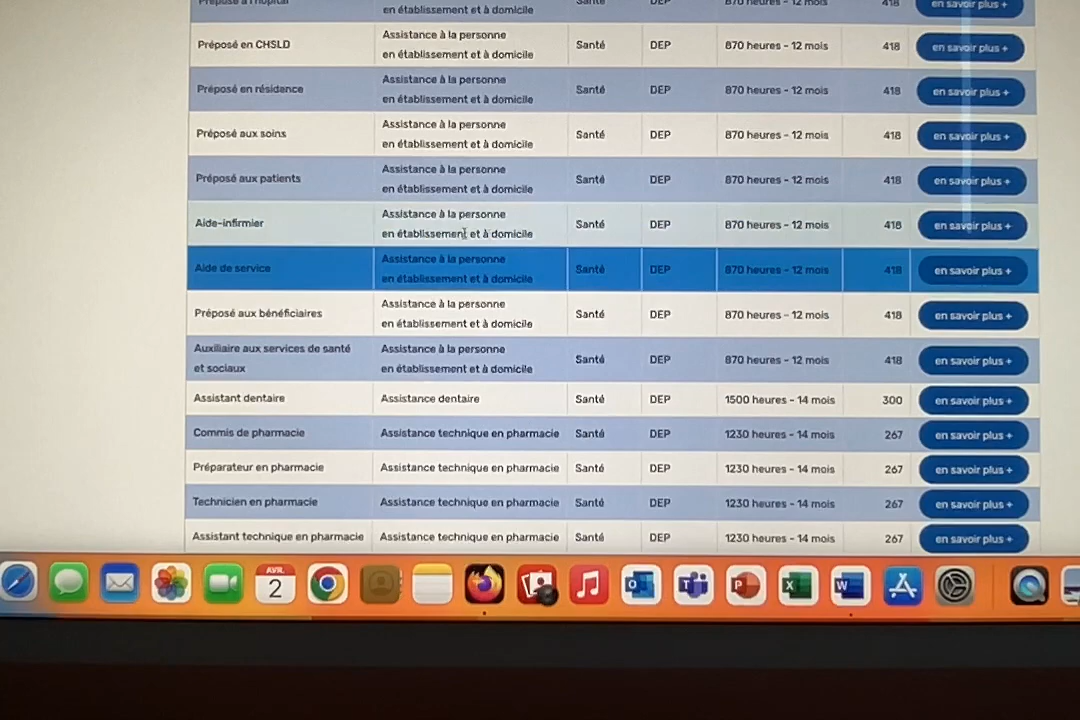 Préposé à l'hôpital en établissement et à domicile Santé DEP 870 heures - 12 mois 418 en savoir plus +
Assistance à la personne
Préposé en CHSLD Santé DEP 870 heures - 12 mois 418 en savoir plus +
en établissement et à domicile
Assistance à la personne
Préposé en résidence Santé DEP 870 heures - 12 mois 418 en savoir plus +
en établissement et à domicile
Assistance à la personne
Préposé aux soins Santé DEP 870 heures - 12 mois 418 en savoir plus +
en établissement et à domicile
Assistance à la personne
Préposé aux patients Santé DEP 870 heures - 12 mois 418 en savoir plus +
en établissement et à domicile
Assistance à la personne
Aide-infirmier Santé DEP 870 heures - 12 mois 418 en savoir plus +
en établissement et à domicile
Assistance à la personne
Aide de service Santé DEP 870 heures - 12 mois 418 en savoir plus +
en établissement et à domicile
Assistance à la personne
Préposé aux bénéficiaires Santé DEP 870 heures - 12 mois 418 en savoir plus +
en établissement et à domicile
Auxiliaire aux services de santé Assistance à la personne
Santé DEP 870 heures - 12 mois 418 en savoir plus +
et sociaux en établissement et à domicile
Assistant dentaire Assistance dentaire Santé DEP 1500 heures - 14 mois 300 en savoir plus +
Commis de pharmacie Assistance technique en pharmacie Santé DEP 1230 heures - 14 mois 267 en savoir plus +
Préparateur en pharmacie Assistance technique en pharmacie Santé DEP 1230 heures - 14 mois 267 en savoir plus +
Technicien en pharmacie Assistance technique en pharmacie Santé DEP 1230 heures - 14 mois 267 en savoir plus +
Assistant technique en pharmacie Assistance technique en pharmacie Santé DEP 1230 heures - 14 mois 267 en savoir plus +
AVR.
2